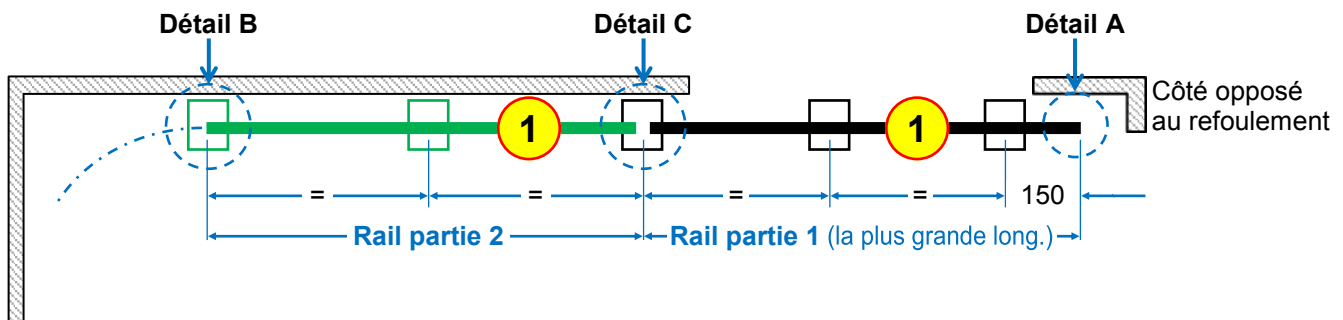 Détail B
Détail C
Détail A
Côté opposé
au refoulement
1
1
=
=
=
=
150
Rail partie 2
Rail partie 1 (la plus grande long.)